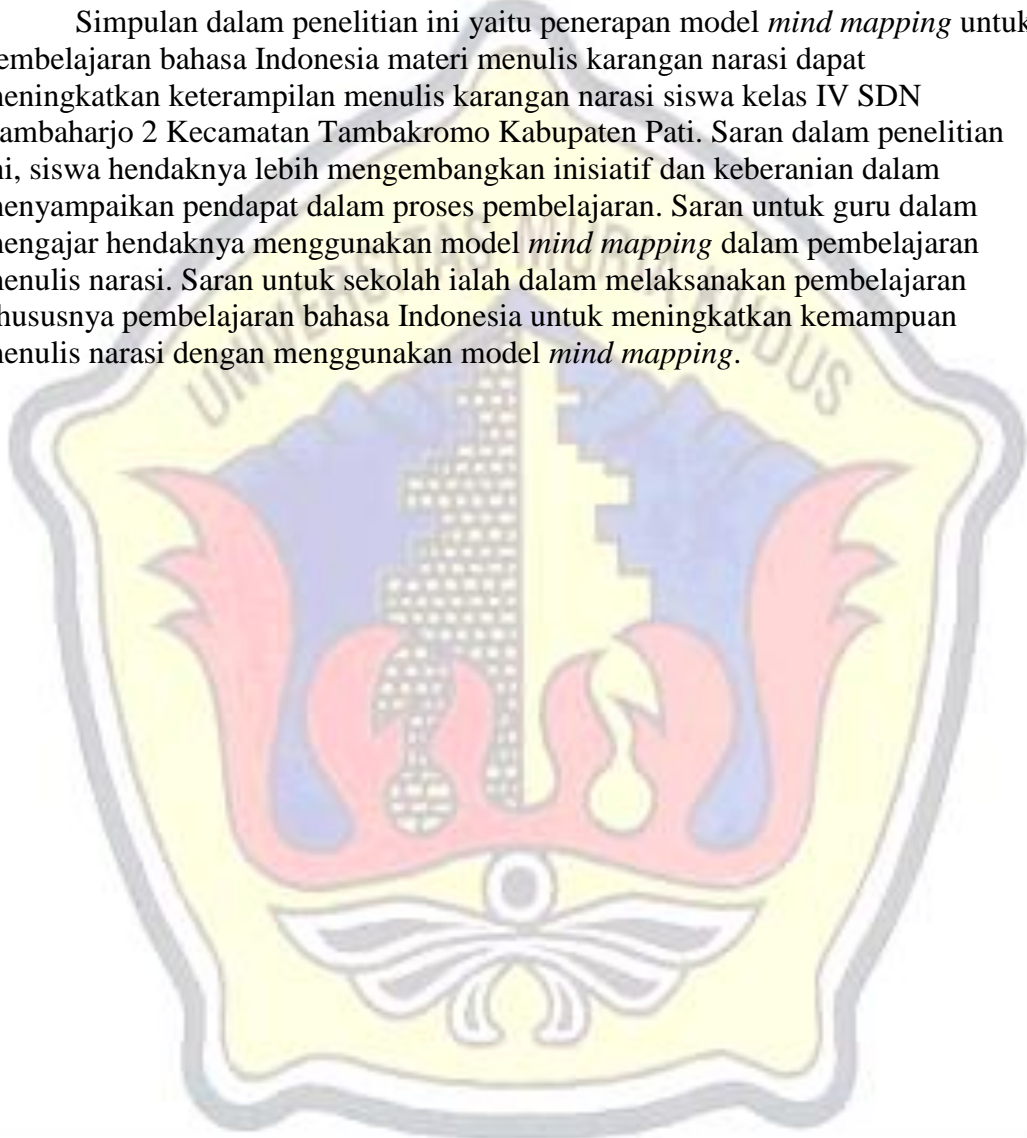 Simpulan dalam penelitian ini yaitu penerapan model mind mapping untuk
pembelajaran bahasa Indonesia materi menulis karangan narasi dapat
meningkatkan keterampilan menulis karangan narasi siswa kelas IV SDN
ambaharjo 2 Kecamatan Tambakromo Kabupaten Pati. Saran dalam penelitian
ni, siswa hendaknya lebih mengembangkan inisiatif dan keberanian dalam
menyampaikan pendapat dalam proses pembelajaran. Saran untuk guru dalam
mengajar hendaknya menggunakan model mind mapping dalam pembelajaran
menulis narasi. Saran untuk sekolah ialah dalam melaksanakan pembelajaran
hususnya pembelajaran bahasa Indonesia untuk meningkatkan kemampuan
menulis narasi dengan menggunakan model mind mapping.
UNIVERSITAS MURIA KUDUS